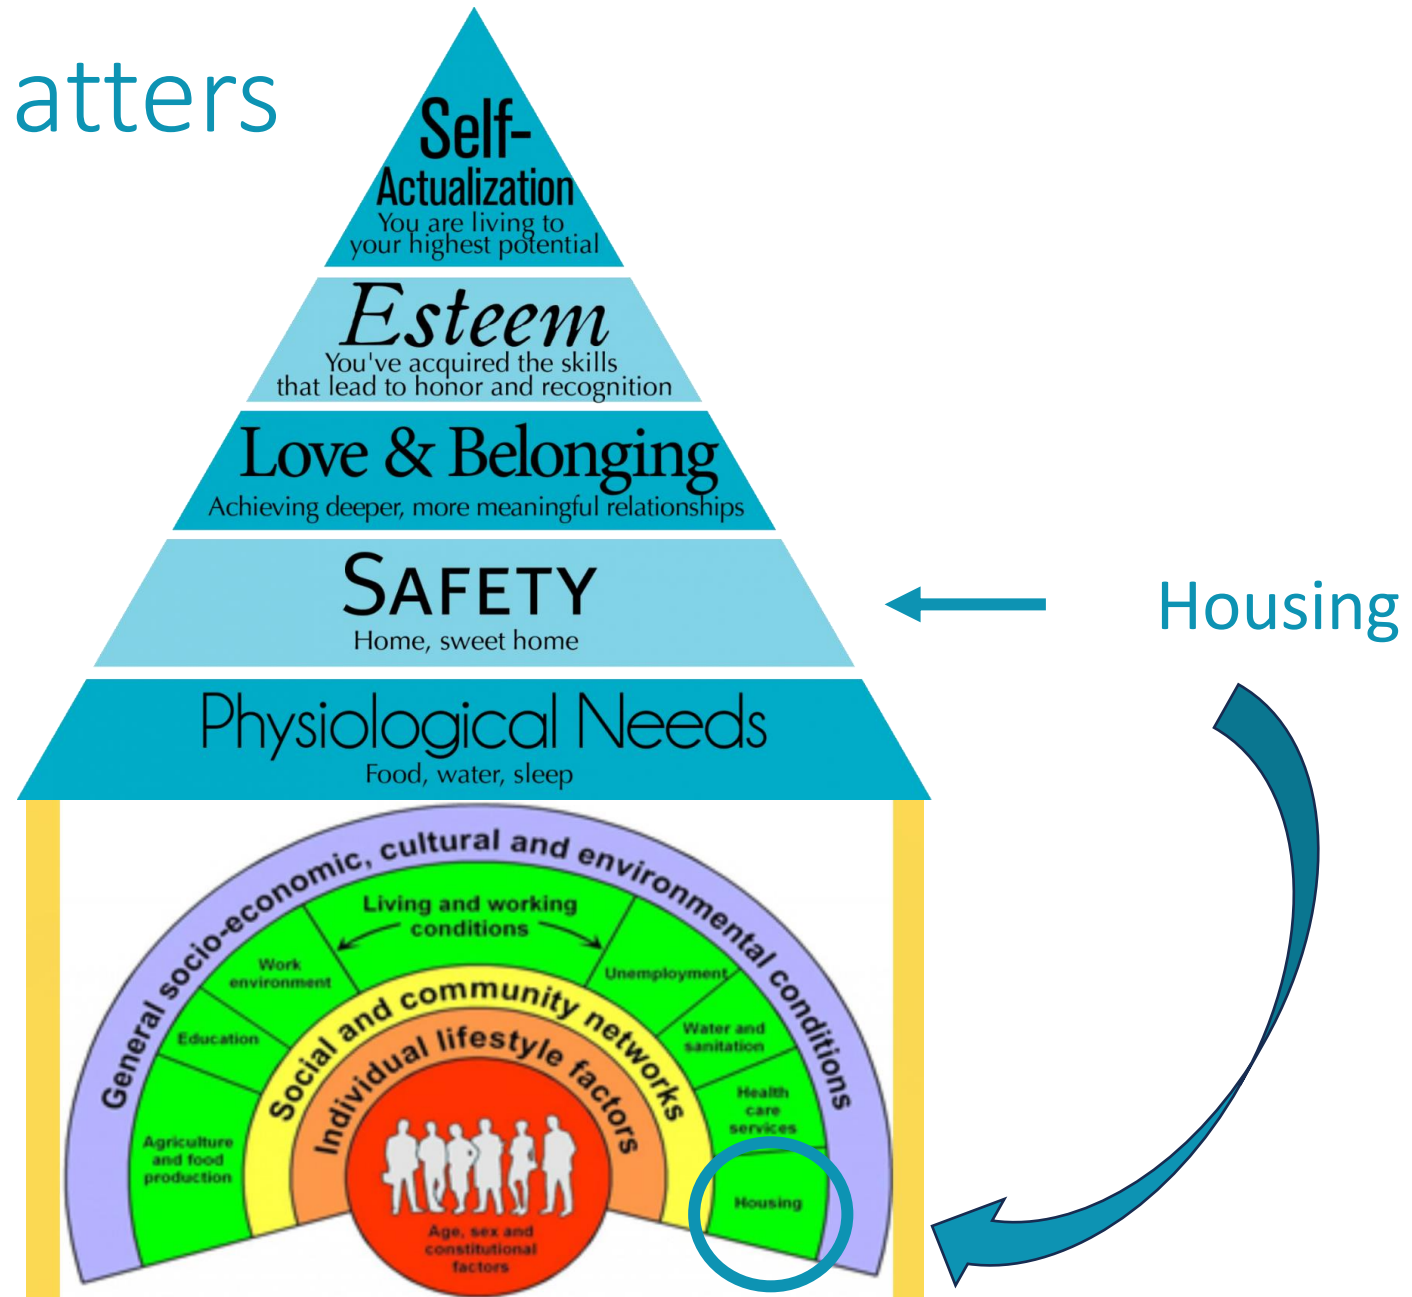 atters
Self-
Actualization
You are living to
your highest potential
Esteem
You've acquired the skills
that lead to honor and recognition
Love & Belonging
Achieving deeper, more meaningful relationships
SAFETY
Home, sweet home
Housing
Physiological Needs
Food, water, sleep
General socio-economic, cultural and environmental conditions
Living and working
conditions
Work
environment
Unemployment
Education
Water and
sanitation
Agriculture
and food
production
Health
care
services
Housing
Social and community networks
Individual lifestyle factors
Age, sex and
constitutional
factors